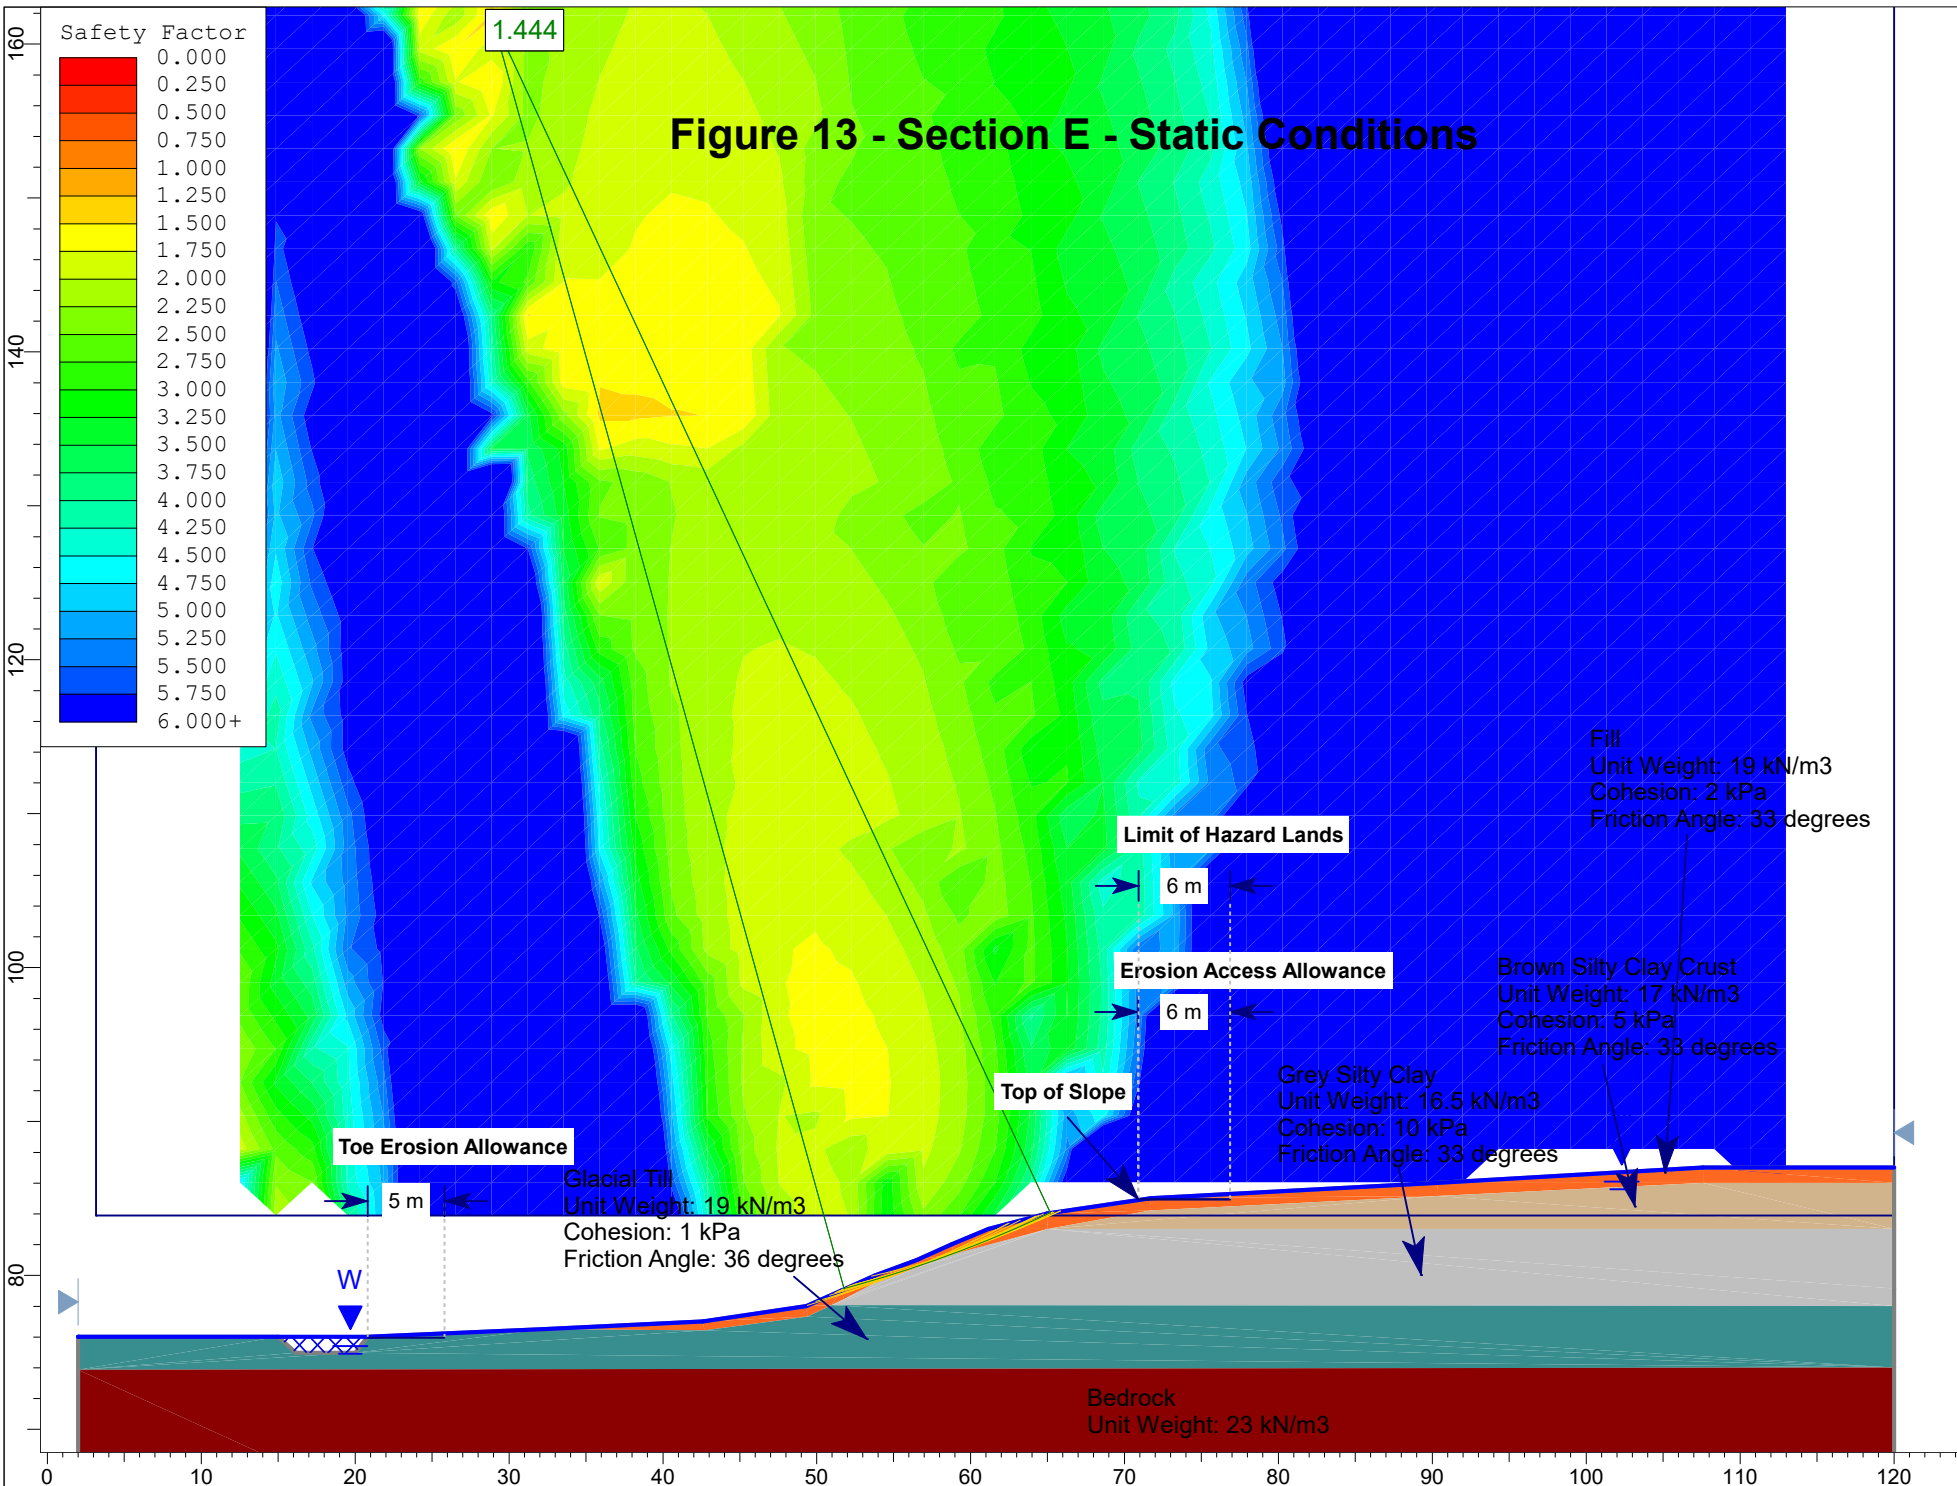 Safety Factor
0.000
0.250
0.500
0.750
1.000
1.250
1.500
1.750
2.000
2.250
2.500
2.750
3.000
3.250
3.500
3.750
4.000
4.250
4.500
4.750
5.000
5.250
5.500
5.750
6.000+
1.444
Figure 13 - Section E - Static Conditions
Fill
Unit Weight: 19 kN/m3
Cohesion: 2 kPa
Friction Angle: 33 degrees
Limit of Hazard Lands
6 m
Erosion Access Allowance
6 m
Brown Silty Clay Crust
Unit Weight: 17 kN/m3
Cohesion: 5 kPa
Friction Angle: 33 degrees
Top of Slope
Grey Silty Clay
Unit Weight: 16.5 kN/m3
Cohesion: 10 kPa
Friction Angle: 33 degrees
Toe Erosion Allowance
5 m
Glacial Till
Unit Weight: 19 kN/m3
Cohesion: 1 kPa
Friction Angle: 36 degrees
W
Bedrock
Unit Weight: 23 kN/m3
160
140
120
100
80
0 10 20 30 40 50 60 70 80 90 100 110 120